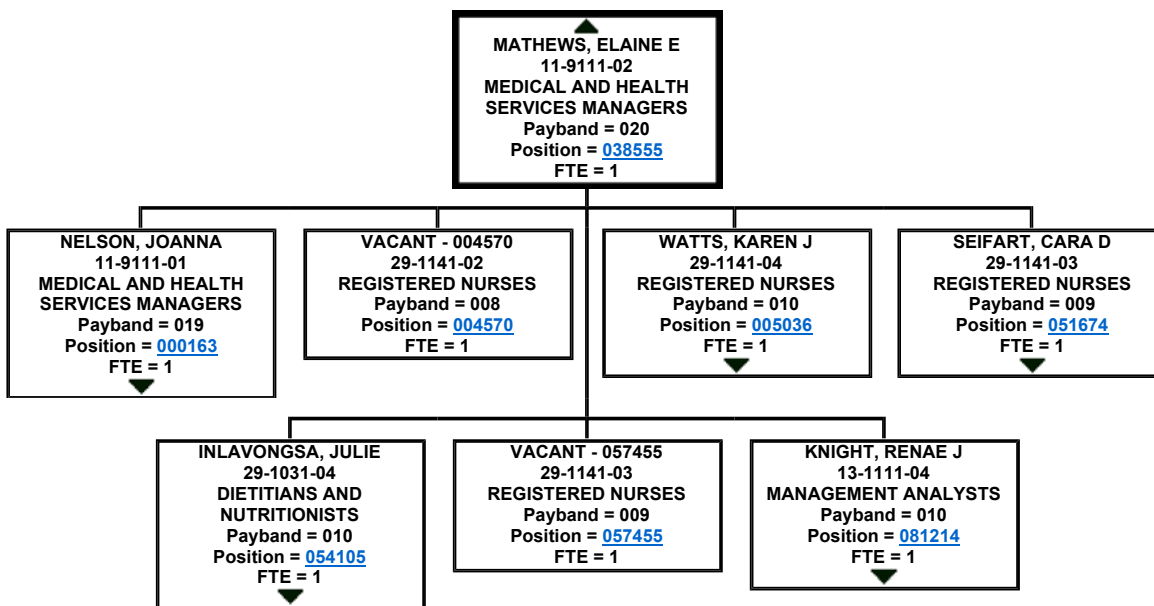 MATHEWS, ELAINE E
11-9111-02
MEDICAL AND HEALTH
SERVICES MANAGERS
Payband = 020
Position = 038555
FTE = 1
NELSON, JOANNA
11-9111-01
MEDICAL AND HEALTH
SERVICES MANAGERS
Payband = 019
Position = 000163
FTE = 1
VACANT - 004570
29-1141-02
REGISTERED NURSES
Payband = 008
Position = 004570
FTE = 1
WATTS, KAREN J
29-1141-04
REGISTERED NURSES
Payband = 010
Position = 005036
FTE = 1
SEIFART, CARA D
29-1141-03
REGISTERED NURSES
Payband = 009
Position = 051674
FTE = 1
INLAVONGSA, JULIE
29-1031-04
DIETITIANS AND
NUTRITIONISTS
Payband = 010
Position = 054105
FTE = 1
VACANT - 057455
29-1141-03
REGISTERED NURSES
Payband = 009
Position = 057455
FTE = 1
KNIGHT, RENAE J
13-1111-04
MANAGEMENT ANALYSTS
Payband = 010
Position = 081214
FTE = 1